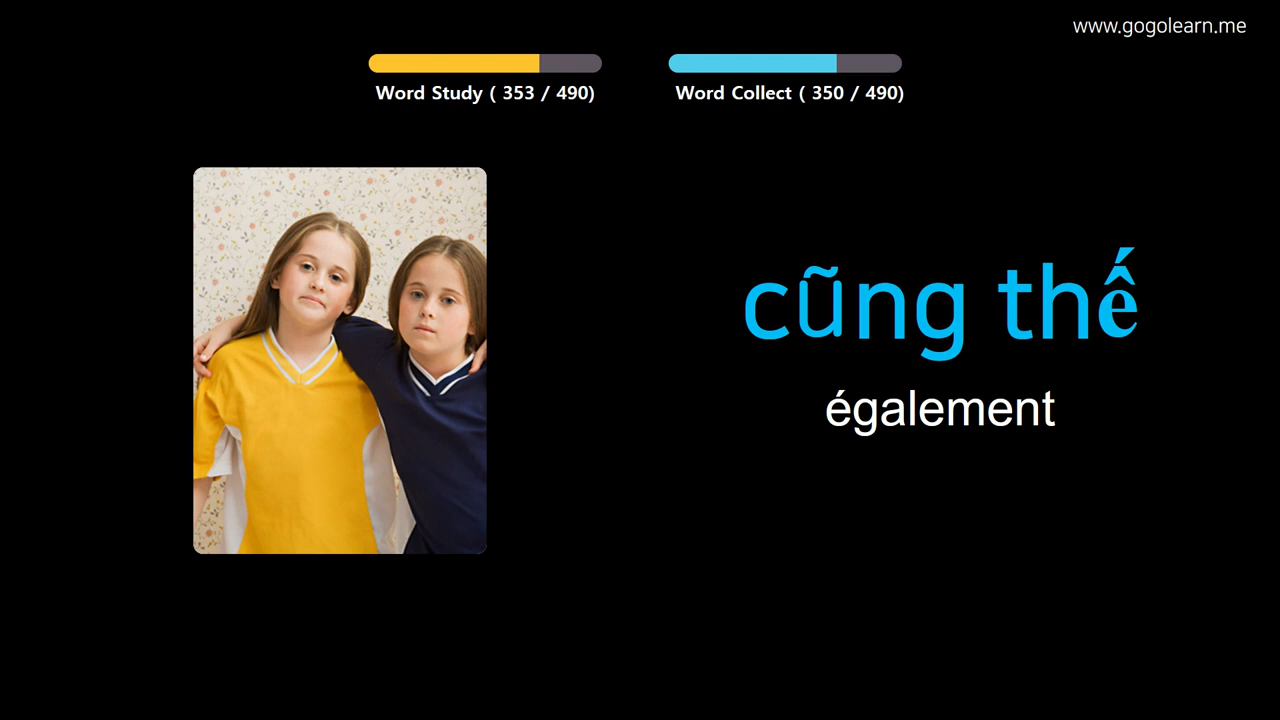 www.gogolearn.me
Word Study ( 353 / 490)
Word Collect ( 350 / 490)
cũng thế
également